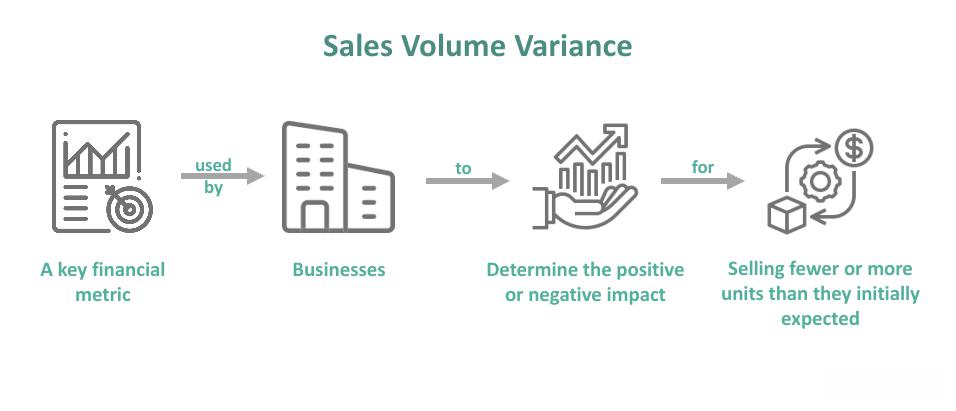 Sales Volume Variance
used
by
to
for
A key financial
metric
Businesses
Determine the positive
or negative impact
Selling fewer or more
units than they initially
expected